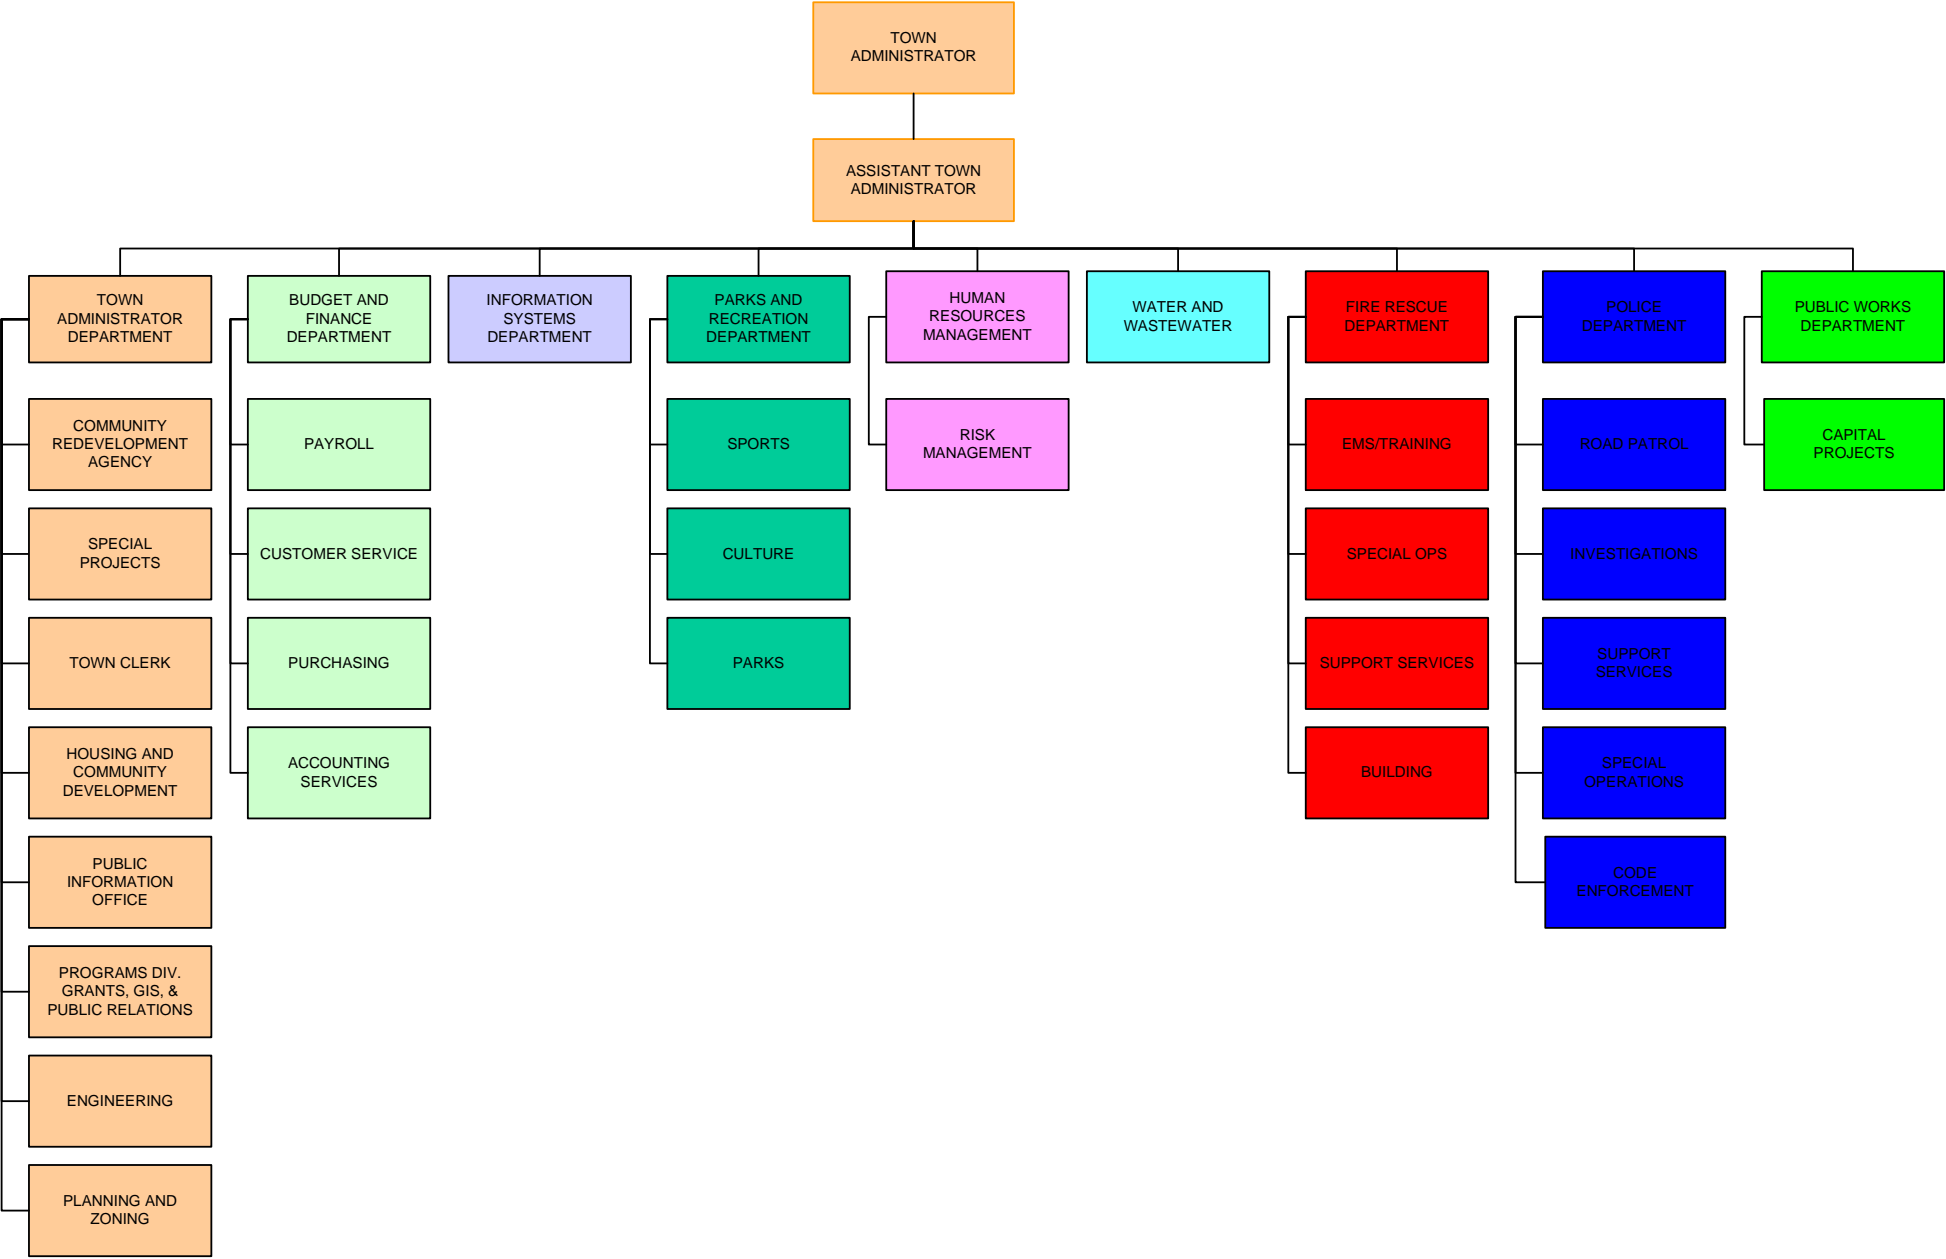 TOWN
ADMINISTRATOR
ASSISTANT TOWN
ADMINISTRATOR
TOWN
ADMINISTRATOR
DEPARTMENT
BUDGET AND
FINANCE
DEPARTMENT
INFORMATION
SYSTEMS
DEPARTMENT
PARKS AND
RECREATION
DEPARTMENT
HUMAN
RESOURCES
MANAGEMENT
WATER AND
WASTEWATER
FIRE RESCUE
DEPARTMENT
POLICE
DEPARTMENT
PUBLIC WORKS
DEPARTMENT
COMMUNITY
REDEVELOPMENT
AGENCY
PAYROLL
SPORTS
RISK
MANAGEMENT
EMS/TRAINING
ROAD PATROL
CAPITAL
PROJECTS
SPECIAL
PROJECTS
CUSTOMER SERVICE
CULTURE
SPECIAL OPS
INVESTIGATIONS
TOWN CLERK
PURCHASING
PARKS
SUPPORT SERVICES
SUPPORT
SERVICES
HOUSING AND
COMMUNITY
DEVELOPMENT
ACCOUNTING
SERVICES
BUILDING
SPECIAL
OPERATIONS
PUBLIC
INFORMATION
OFFICE
CODE
ENFORCEMENT
PROGRAMS DIV.
GRANTS, GIS, &
PUBLIC RELATIONS
ENGINEERING
PLANNING AND
ZONING